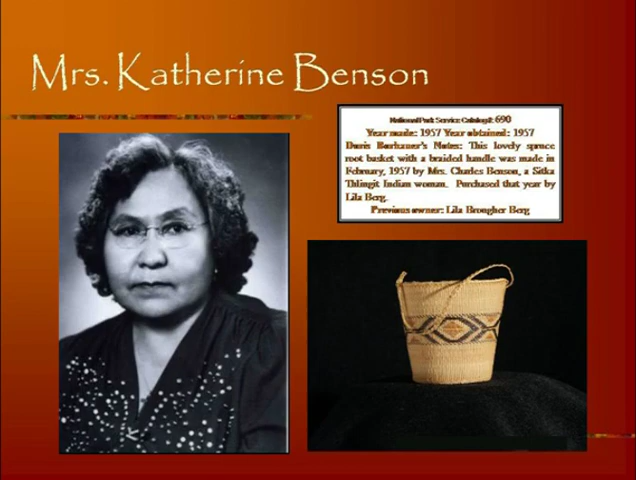 Mrs. Katherine Benson
National Park Service Catalog #: 690
Year made: 1957 Year obtained: 1957
Doris Borhauer's Notes: This lovely spruce
root basket with a braided handle was made in
February, 1957 by Mrs. Charles Benson, a Sitka
Thlingit Indian woman. Purchased that year by
Lila Berg.
Previous owner: Lila Brougher Berg